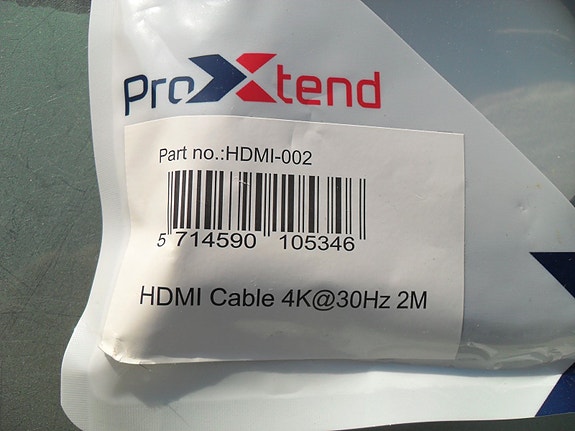 ProXtend
Part no.:HDMI-002
5 714590 105346
HDMI Cable 4K@30Hz 2M